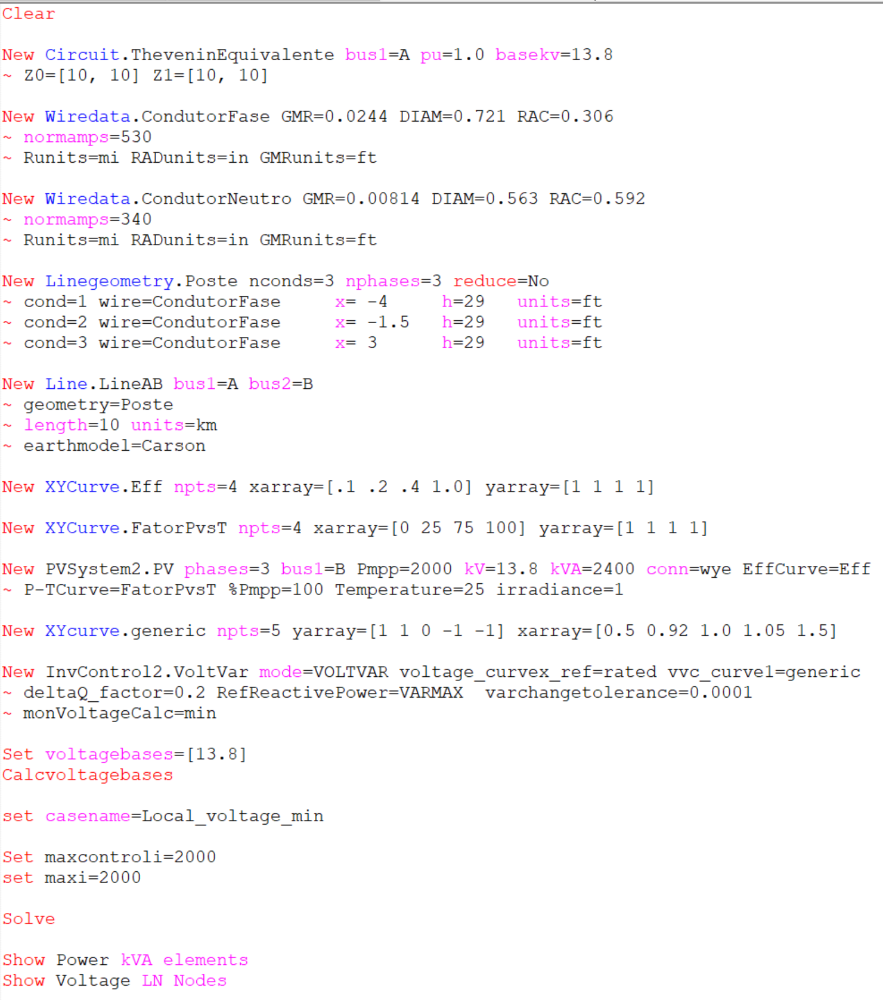 Clear
New Circuit.TheveninEquivalente bus1=A pu=1.0 basekv=13.8
~ Z0=[10, 10] Z1=[10, 10]
New Wiredata.CondutorFase GMR=0.0244 DIAM=0.721 RAC=0.306
~ normamps=530
~ Runits=mi RADunits=in GMRunits=ft
New Wiredata.CondutorNeutro GMR=0.00814 DIAM=0.563 RAC=0.592
~ normamps=340
~ Runits=mi RADunits=in GMRunits=ft
New Linegeometry.Poste nconds=3 nphases=3 reduce=No
~ cond=1 wire=CondutorFase x= -4 h=29 units=ft
~ cond=2 wire=CondutorFase x= -1.5 h=29 units=ft
~ cond=3 wire=CondutorFase x= 3 h=29 units=ft
New Line.LineAB bus1=A bus2=B
~ geometry=Poste
~ length=10 units=km
~ earthmodel=Carson
New XYCurve.Eff npts=4 xarray=[.1 .2 .4 1.0] yarray=[1 1 1 1]
New XYCurve.FatorPvsT npts=4 xarray=[0 25 75 100] yarray=[1 1 1 1]
New PVSystem2.PV phases=3 bus1=B Pmpp=2000 kV=13.8 kVA=2400 conn=wye EffCurve=Eff
~ P-TCurve=FatorPvsT %Pmpp=100 Temperature=25 irradiance=1
New XYcurve.generic npts=5 yarray=[1 1 0 -1 -1] xarray=[0.5 0.92 1.0 1.05 1.5]
New InvControl2.VoltVar mode=VOLTVAR voltage_curvex_ref=rated vvc_curve1=generic
~ deltaQ_factor=0.2 RefReactivePower=VARMAX varchangetolerance=0.0001
~ monVoltageCalc=min
Set voltagebases=[13.8]
Calcvoltagebases
set casename=Local_voltage_min
Set maxcontroli=2000
set maxi=2000
Solve
Show Power kVA elements
Show Voltage LN Nodes